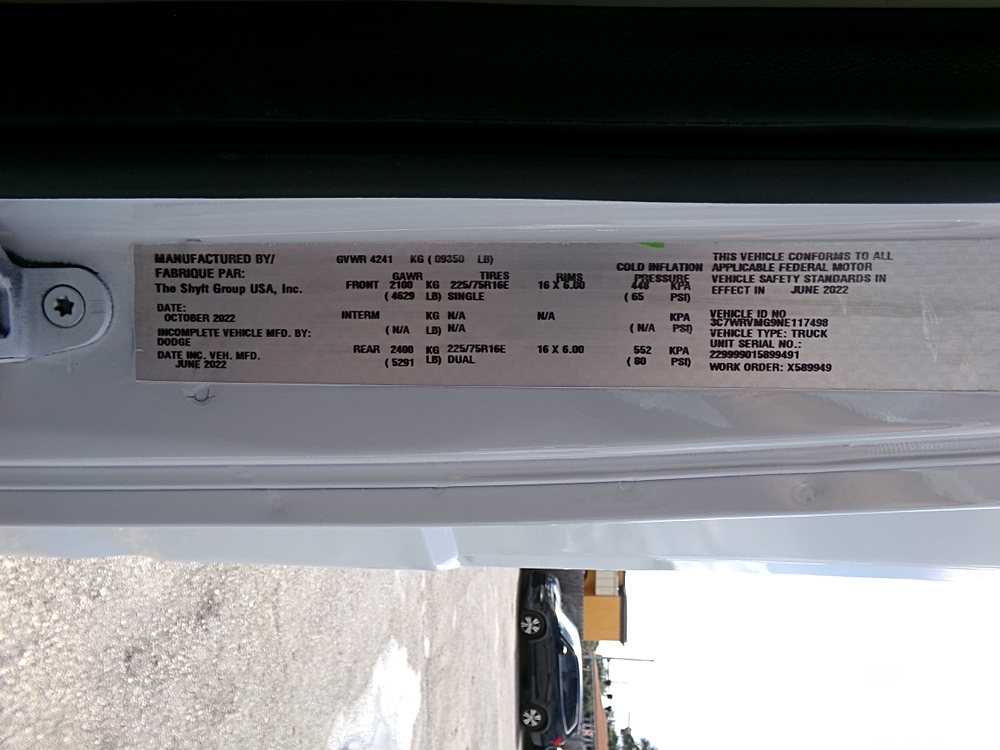 MANUFACTURED BY/
FABRIQUE PAR:
The Shyft Group USA, Inc.
DATE:
OCTOBER 2022
INCOMPLETE VEHICLE MFD. BY:
DODGE
DATE INC. VEH. MFD.
JUNE 2022
GVWR 4241 KG ( 09350 LB)
GAWR TIRES RIMS COLD INFLATION PRESSURE
FRONT 2100 KG 225/75R16E 16 X 6.00 448 KPA
( 4629 LB) SINGLE ( 65 PSI)
INTERM KG N/A N/A KPA
( N/A LB) N/A ( N/A PSI)
REAR 2400 KG 225/75R16E 16 X 6.00 552 KPA
( 5291 LB) DUAL ( 80 PSI)
THIS VEHICLE CONFORMS TO ALL
APPLICABLE FEDERAL MOTOR
VEHICLE SAFETY STANDARDS IN
EFFECT IN JUNE 2022
VEHICLE ID NO
3C7WRVMG9NE117498
VEHICLE TYPE: TRUCK
UNIT SERIAL NO.:
229999015899491
WORK ORDER: X589949